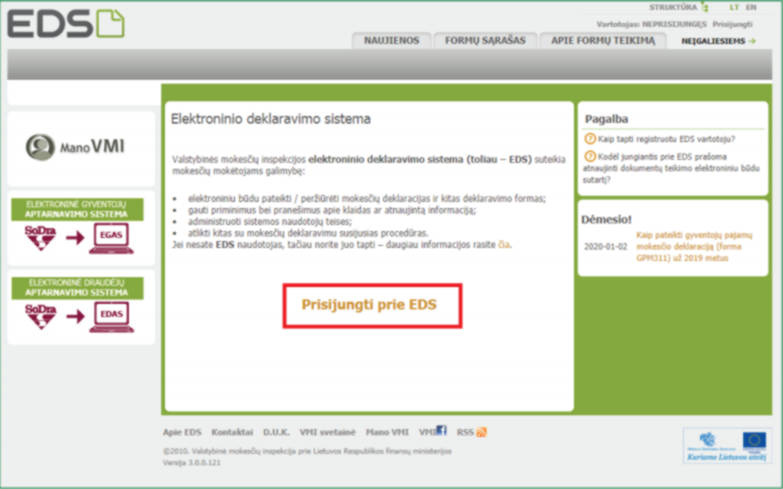 STRUKTŪRA LT EN
EDS
Vartotojas: NEPRISIJUNGĘS Prisijungti
NAUJIENOS FORMŲ SĄRAŠAS APIE FORMŲ TEIKIMĄ NEĮGALIESIEMS
Mano VMI
ELEKTRONINĖ GYVENTOJŲ
APTARNAVIMO SISTEMA
SoDra EGAS
ELEKTRONINĖ DRAUDĖJŲ
APTARNAVIMO SISTEMA
SoDra EDAS
Elektroninio deklaravimo sistema
Valstybinės mokesčių inspekcijos elektroninio deklaravimo sistema (toliau – EDS) suteikia
mokesčių mokėtojams galimybę:
elektroniniu būdu pateikti / peržiūrėti mokesčių deklaracijas ir kitas deklaravimo formas;
gauti priminimus bei pranešimus apie klaidas ar atnaujintą informaciją;
administruoti sistemos naudotojų teises;
atlikti kitas su mokesčių deklaravimu susijusias procedūras.
Jei nesate EDS naudotojas, tačiau norite juo tapti – daugiau informacijos rasite čia.
Prisijungti prie EDS
Pagalba
Kaip tapti registruotu EDS vartotoju?
Kodėl jungiantis prie EDS prašoma
atnaujinti dokumentų teikimo elektroniniu būdu
sutartį?
Dėmesio!
2020-01-02 Kaip pateikti gyventojų pajamų
mokesčio deklaraciją (forma
GPM311) už 2019 metus
Apie EDS Kontaktai D.U.K. VMI svetainė Mano VMI VMI RSS
©2010. Valstybinė mokesčių inspekcija prie Lietuvos Respublikos finansų ministerijos
Versija 3.0.0.121
Kuriame Lietuvos ateitį